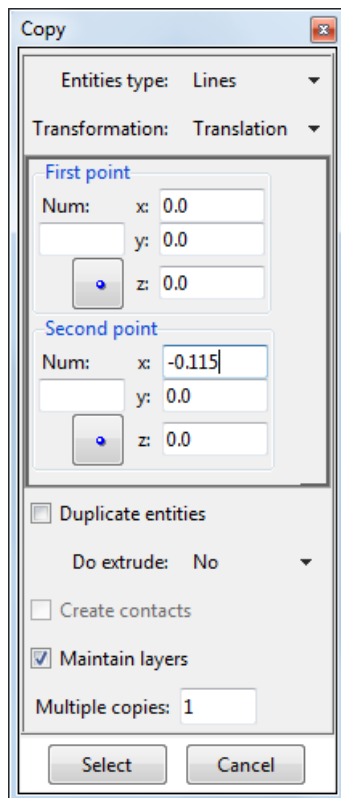 Copy
Entities type: Lines
Transformation: Translation
First point
Num: x: 0.0
y: 0.0
z: 0.0
Second point
Num: x: -0.115
y: 0.0
z: 0.0
Duplicate entities
Do extrude: No
Create contacts
Maintain layers
Multiple copies: 1
Select Cancel